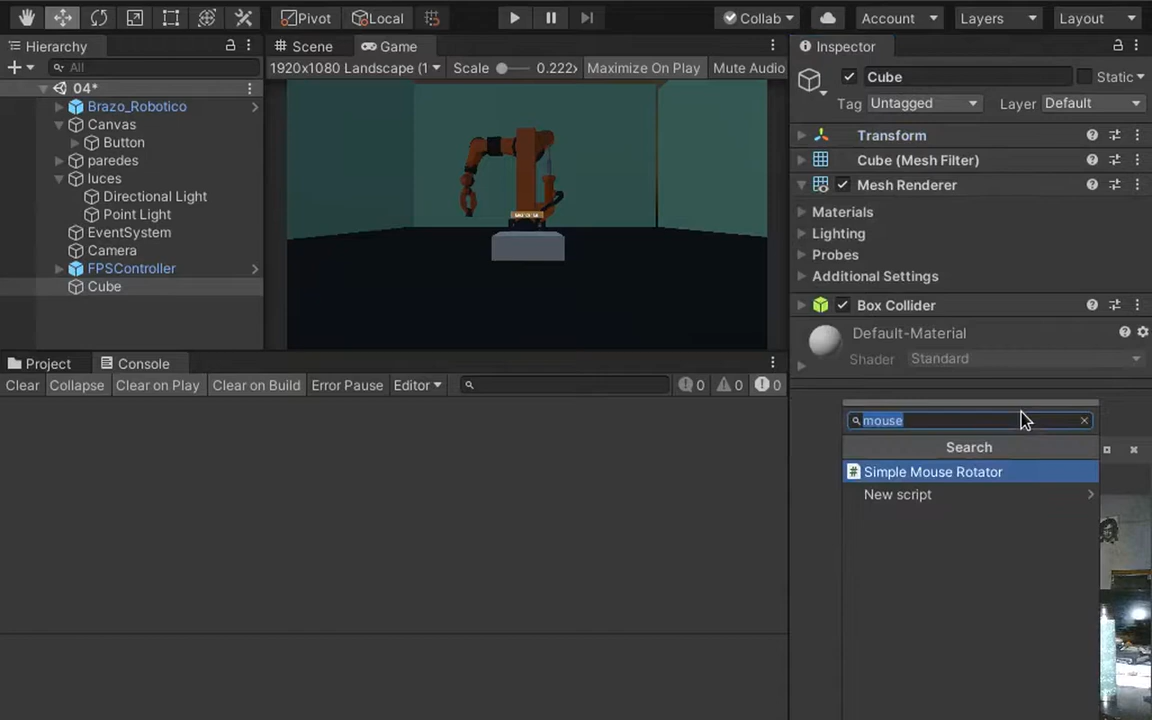 Pivot Local Collab Account Layers Layout
Hierarchy Scene Game Inspector
All 1920x1080 Landscape (1 Scale 0.222x Maximize On Play Mute Audio
Cube Static
04*
Tag Untagged Layer Default
Brazo_Robotico
Canvas
Button
Transform
paredes
Cube (Mesh Filter)
luces
Mesh Renderer
Directional Light
Point Light
Materials
EventSystem
Lighting
Camera
Probes
FPSController
Additional Settings
Cube
Box Collider
Default-Material
Shader Standard
Project Console
Clear Collapse Clear on Play Clear on Build Error Pause Editor 0 0 0
mouse
Search
# Simple Mouse Rotator
New script